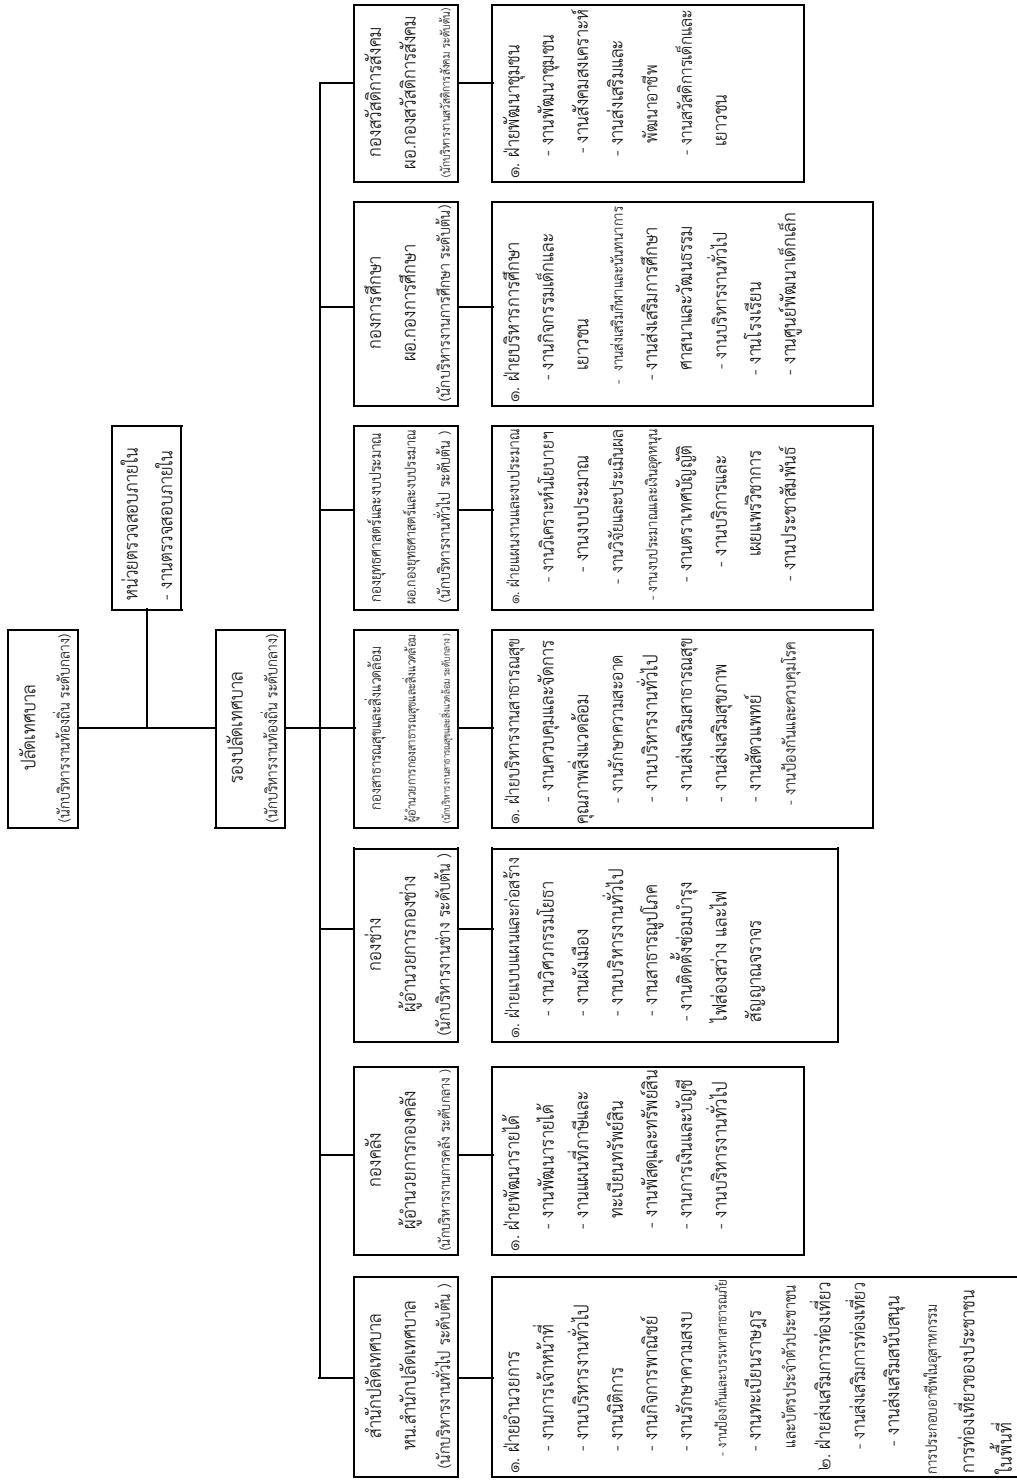 ปลัดเทศบาล
(นักบริหารงานท้องถิ่น ระดับกลาง)
หน่วยตรวจสอบภายใน
- งานตรวจสอบภายใน
รองปลัดเทศบาล
(นักบริหารงานท้องถิ่น ระดับกลาง)
สำนักปลัดเทศบาล
หน.สำนักปลัดเทศบาล
(นักบริหารงานทั่วไป ระดับต้น )
๑. ฝ่ายอำนวยการ
- งานการเจ้าหน้าที่
- งานบริหารงานทั่วไป
- งานนิติการ
- งานกิจการพาณิชย์
- งานรักษาความสงบ
- งานป้องกันและบรรเทาสาธารณภัย
- งานทะเบียนราษฎร
และบัตรประจำตัวประชาชน
๒. ฝ่ายส่งเสริมการท่องเที่ยว
- งานส่งเสริมการท่องเที่ยว
- งานส่งเสริมสนับสนุน
การประกอบอาชีพในอุสาหกรรม
การท่องเที่ยวของประชาชน
ในพื้นที่
กองคลัง
ผู้อำนวยการกองคลัง
(นักบริหารงานการคลัง ระดับกลาง )
๑. ฝ่ายพัฒนารายได้
- งานพัฒนารายได้
- งานแผนที่ภาษีและ
ทะเบียนทรัพย์สิน
- งานพัสดุและทรัพย์สิน
- งานการเงินและบัญชี
- งานบริหารงานทั่วไป
กองช่าง
ผู้อำนวยการกองช่าง
(นักบริหารงานช่าง ระดับต้น )
๑. ฝ่ายแบบแผนและก่อสร้าง
- งานวิศวกรรมโยธา
- งานผังเมือง
- งานบริหารงานทั่วไป
- งานสาธารณูปโภค
- งานติดตั้งซ่อมบำรุง
ไฟส่องสว่าง และไฟ
สัญญาณจราจร
กองสาธารณสุขและสิ่งแวดล้อม
ผู้อำนวยการกองสาธารณสุขและสิ่งแวดล้อม
(นักบริหารงานสาธารณสุขและสิ่งแวดล้อม ระดับกลาง )
๑. ฝ่ายบริหารงานสาธารณสุข
- งานควบคุมและจัดการ
คุณภาพสิ่งแวดล้อม
- งานรักษาความสะอาด
- งานบริหารงานทั่วไป
- งานส่งเสริมสาธารณสุข
- งานส่งเสริมสุขภาพ
- งานสัตวแพทย์
- งานป้องกันและควบคุมโรค
กองยุทธศาสตร์และงบประมาณ
ผอ.กองยุทธศาสตร์และงบประมาณ
(นักบริหารงานทั่วไป ระดับต้น )
๑. ฝ่ายแผนงานและงบประมาณ
- งานวิเคราะห์นโยบายฯ
- งานงบประมาณ
- งานวิจัยและประเมินผล
- งานงบประมาณและเงินอุดหนุน
- งานตราเทศบัญญัติ
- งานบริการและ
เผยแพร่วิชาการ
- งานประชาสัมพันธ์
กองการศึกษา
ผอ.กองการศึกษา
(นักบริหารงานการศึกษา ระดับต้น)
๑. ฝ่ายบริหารการศึกษา
- งานกิจกรรมเด็กและ
เยาวชน
- งานส่งเสริมกีฬาและนันทนาการ
- งานส่งเสริมการศึกษา
ศาสนาและวัฒนธรรม
- งานบริหารงานทั่วไป
- งานโรงเรียน
- งานศูนย์พัฒนาเด็กเล็ก
กองสวัสดิการสังคม
ผอ.กองสวัสดิการสังคม
(นักบริหารงานสวัสดิการสังคม ระดับต้น)
๑. ฝ่ายพัฒนาชุมชน
- งานพัฒนาชุมชน
- งานสังคมสงเคราะห์
- งานส่งเสริมและ
พัฒนาอาชีพ
- งานสวัสดิการเด็กและ
เยาวชน